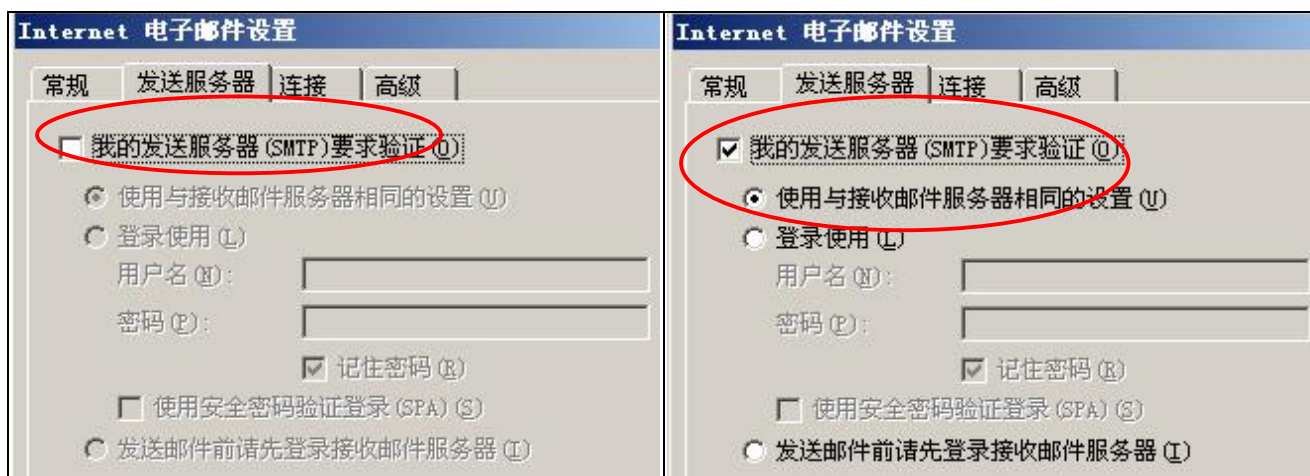 Internet 电子邮件设置
常规 发送服务器 连接 高级
我的发送服务器(SMTP)要求验证(O)
使用与接收邮件服务器相同的设置(U)
登录使用(L)
用户名(N):
密码(P):
记住密码(R)
使用安全密码验证登录(SPA)(S)
发送邮件前请先登录接收邮件服务器(I)
Internet 电子邮件设置
常规 发送服务器 连接 高级
我的发送服务器(SMTP)要求验证(O)
使用与接收邮件服务器相同的设置(U)
登录使用(L)
用户名(N):
密码(P):
记住密码(R)
使用安全密码验证登录(SPA)(S)
发送邮件前请先登录接收邮件服务器(I)